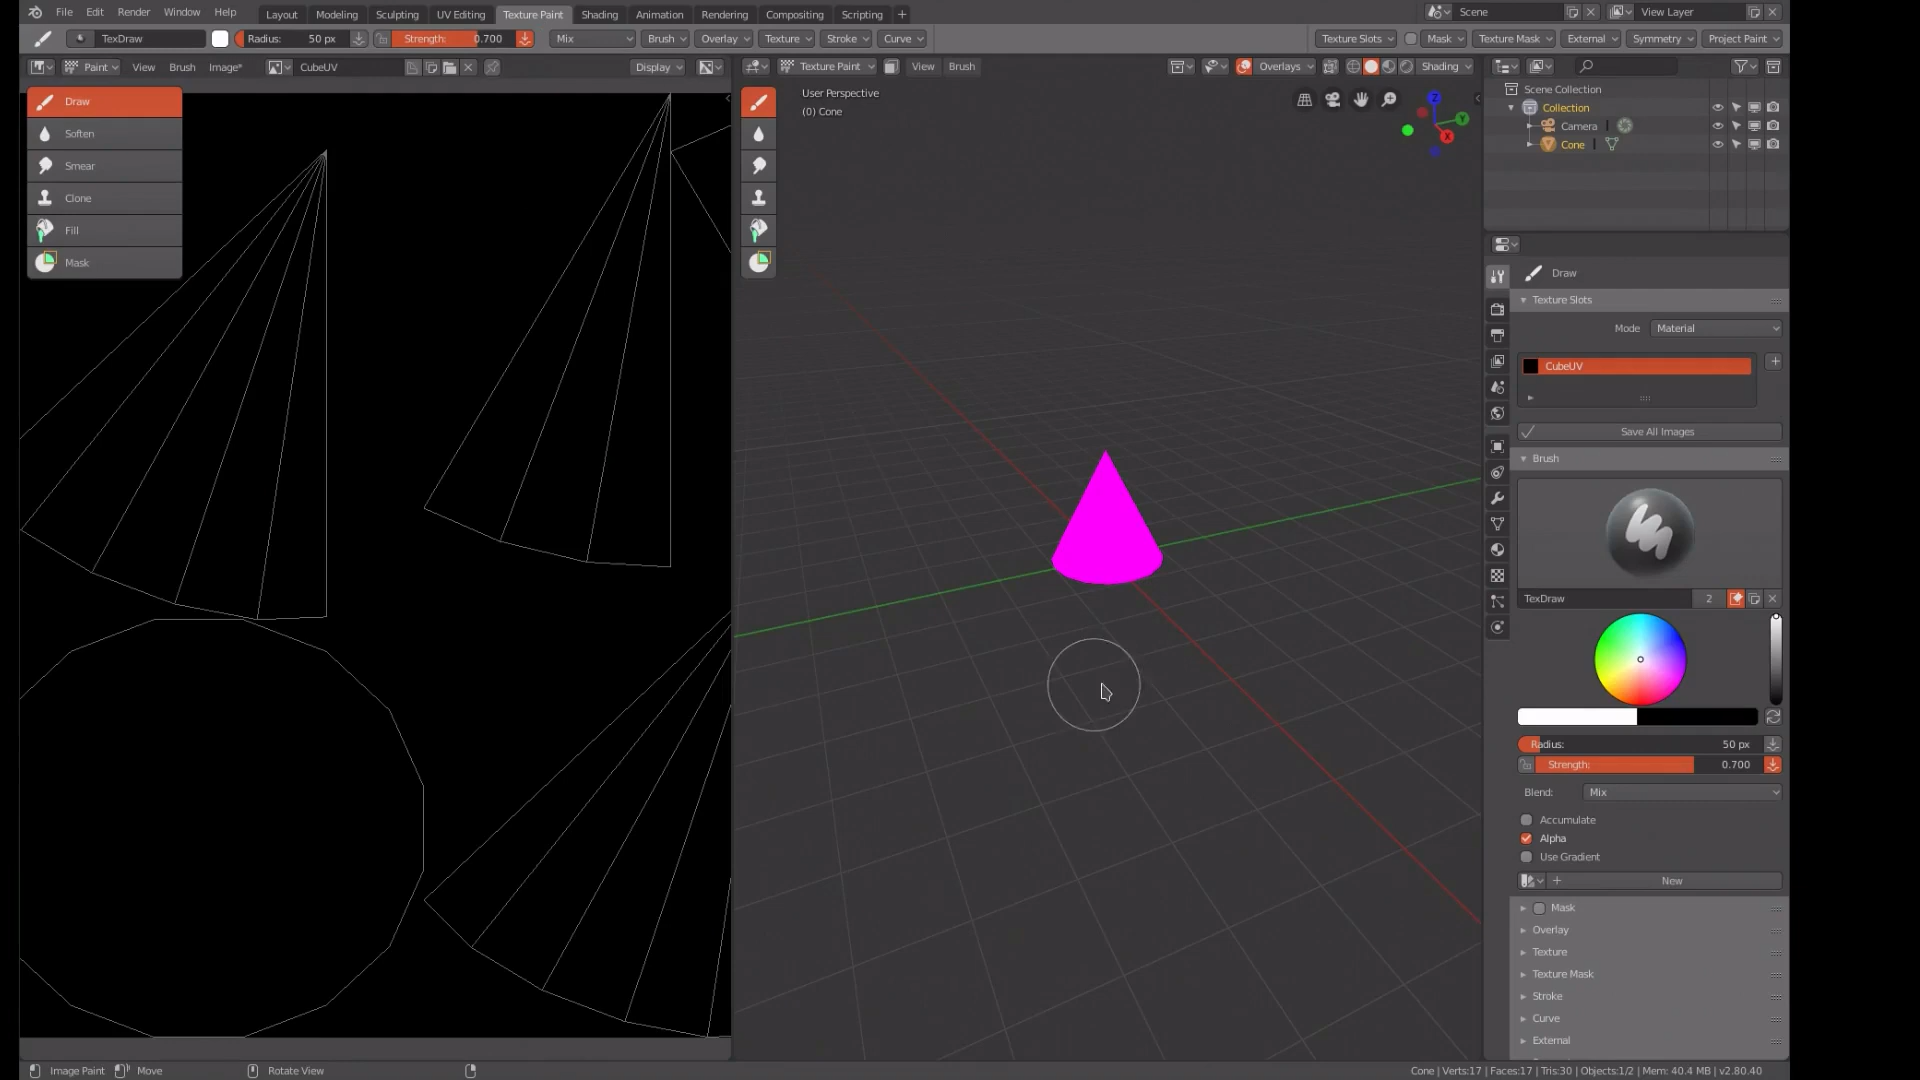 File Edit Render Window Help Layout Modeling Sculpting UV Editing Texture Paint Shading Animation Rendering Compositing Scripting + Scene View Layer
TexDraw Radius: 50 px Strength: 0.700 Mix Brush Overlay Texture Stroke Curve Texture Slots Mask Texture Mask External Symmetry Project Paint
Paint View Brush Image* CubeUV Display Texture Paint View Brush Overlays Shading
Draw
Soften
Smear
Clone
Fill
Mask
User Perspective
(0) Cone
Z
Y
X
Scene Collection
Collection
Camera
Cone
Draw
Texture Slots
Mode Material
CubeUV
Save All Images
Brush
TexDraw 2
Radius: 50 px
Strength: 0.700
Blend: Mix
Accumulate
Alpha
Use Gradient
New
Mask
Overlay
Texture
Texture Mask
Stroke
Curve
External
Image Paint Move Rotate View Cone | Verts:17 | Faces:17 | Tris:30 | Objects:1/2 | Mem: 40.4 MB | v2.80.40